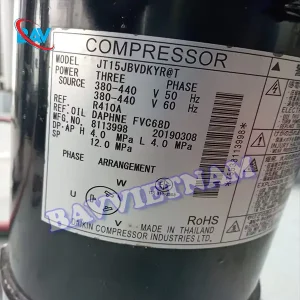 BAV
COMPRESSOR
MODEL JT15JBVDKYR@T
POWER THREE PHASE
SOURCE 380-440 V 50 Hz
380-440 V 60 Hz
REF. R410A
REF.OIL DAPHNE FVC68D
MFG.NO. 8113998 20190308
DP-AP H 4.0 MPa L 4.0 MPa
SP 12.0 MPa
PHASE ARRANGEMENT
U
V
W
BAVVIETNAM
RoHS
MADE IN THAILAND
DAIKIN COMPRESSOR INDUSTRIES LTD.